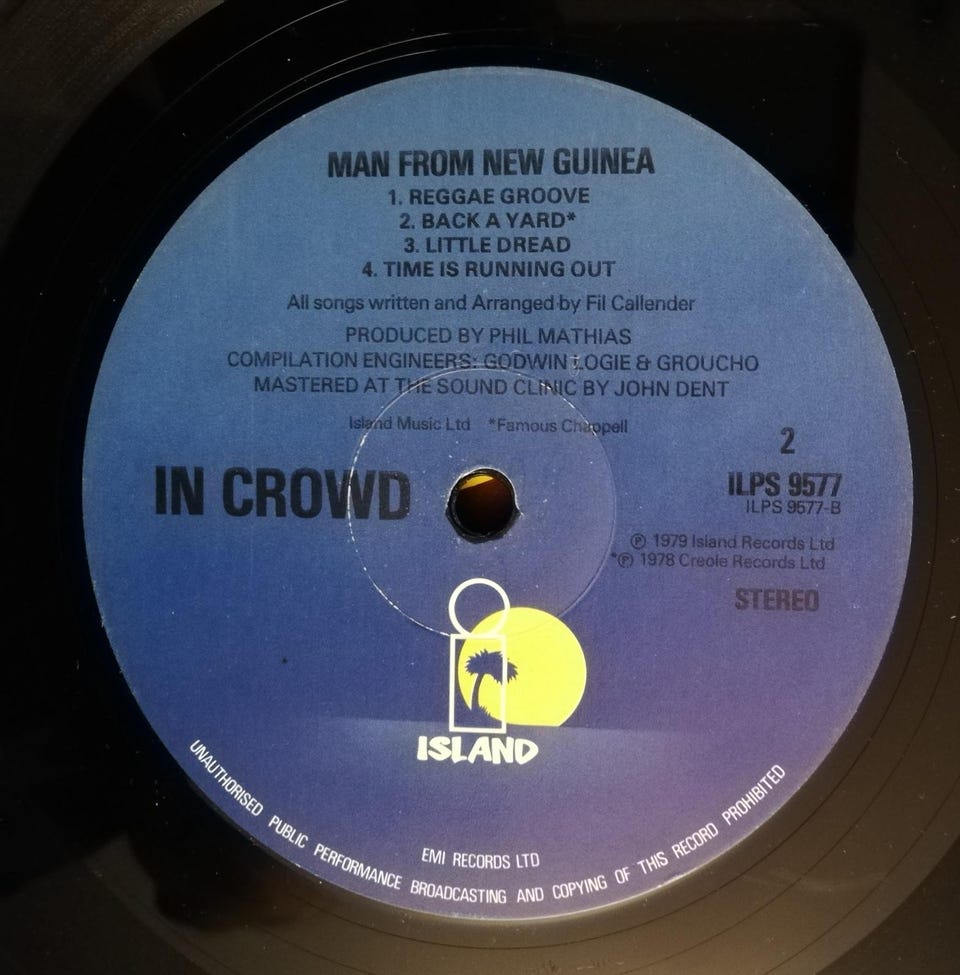 MAN FROM NEW GUINEA
1. REGGAE GROOVE
2. BACK A YARD*
3. LITTLE DREAD
4. TIME IS RUNNING OUT
All songs written and Arranged by Fil Callender
PRODUCED BY PHIL MATHIAS
COMPILATION ENGINEERS: GODWIN LOGIE & GROUCHO
MASTERED AT THE SOUND CLINIC BY JOHN DENT
Island Music Ltd *Famous Chappell
2
IN CROWD
ILPS 9577
ILPS 9577-B
℗ 1979 Island Records Ltd
*℗ 1978 Creole Records Ltd
STEREO
ISLAND
EMI RECORDS LTD
UNAUTHORISED PUBLIC PERFORMANCE BROADCASTING AND COPYING OF THIS RECORD PROHIBITED